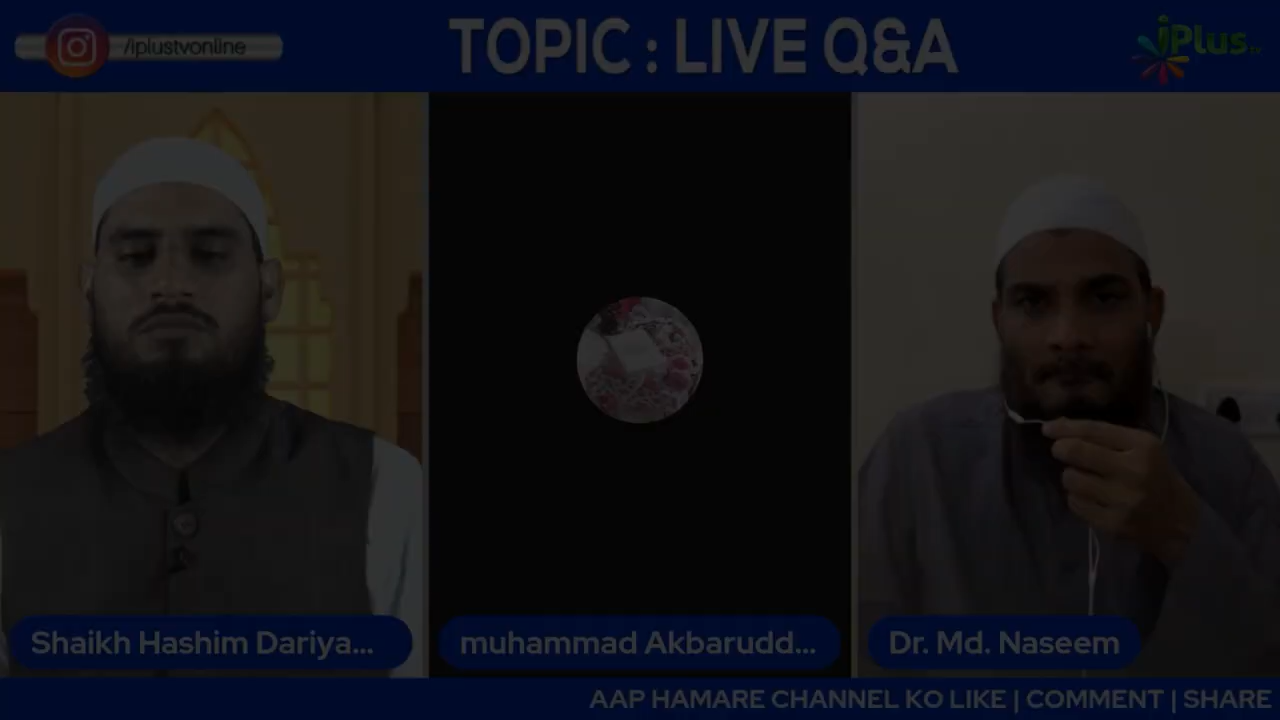 /iplustvonline
TOPIC : LIVE Q&A
iPlus TV
Shaikh Hashim Dariya...
muhammad Akbarudd...
Dr. Md. Naseem
AAP HAMARE CHANNEL KO LIKE | COMMENT | SHARE